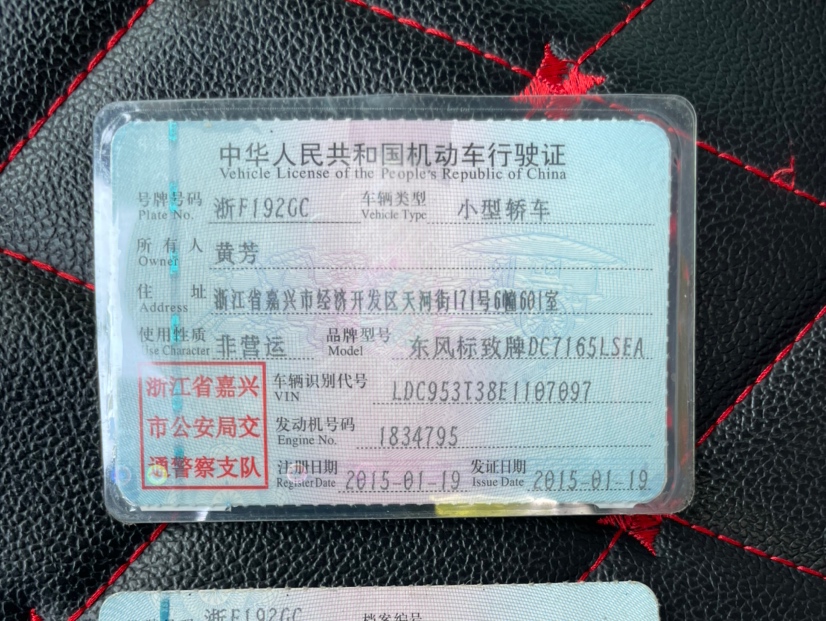 中华人民共和国机动车行驶证
Vehicle License of the People's Republic of China
号牌号码 浙F192GC 车辆类型 小型轿车
Plate No. Vehicle Type
所有人 黄芳
Owner
住址 浙江省嘉兴市经济开发区天河街171号6幢601室
Address
使用性质 非营运 品牌型号 东风标致牌DC7165LSEA
Use Character Model
浙江省嘉兴
市公安局交
通警察支队
车辆识别代号 LDC953T38E1107097
VIN
发动机号码 1834795
Engine No.
注册日期 2015-01-19 发证日期 2015-01-19
Register Date Issue Date
浙F192GC 档案编号